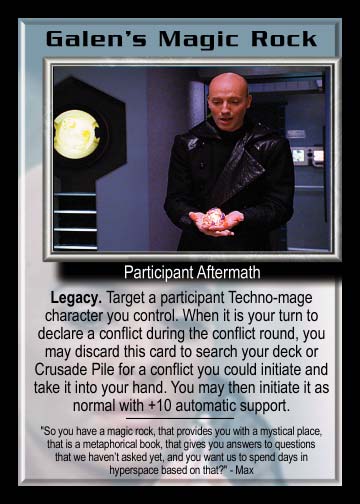 Galen's Magic Rock
Participant Aftermath
Legacy. Target a participant Techno-mage
character you control. When it is your turn to
declare a conflict during the conflict round, you
may discard this card to search your deck or
Crusade Pile for a conflict you could initiate and
take it into your hand. You may then initiate it as
normal with +10 automatic support.
"So you have a magic rock, that provides you with a mystical place,
that is a metaphorical book, that gives you answers to questions
that we haven't asked yet, and you want us to spend days in
hyperspace based on that?" - Max